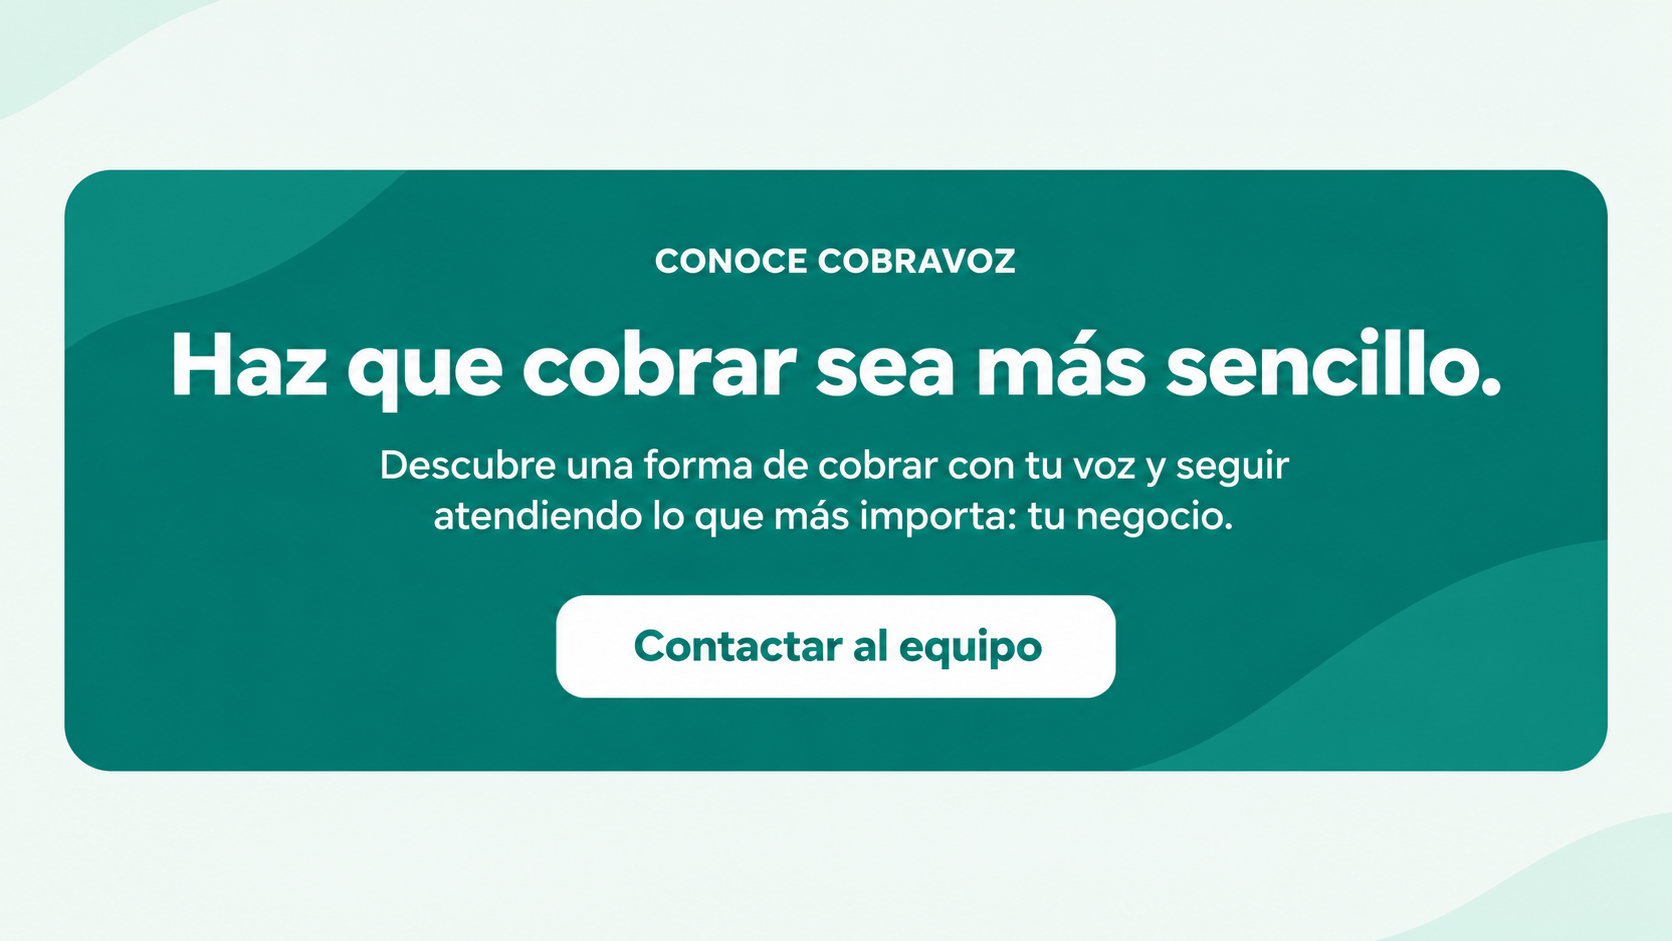 CONOCE COBRAVOZ
Haz que cobrar sea más sencillo.
Descubre una forma de cobrar con tu voz y seguir
atendiendo lo que más importa: tu negocio.
Contactar al equipo